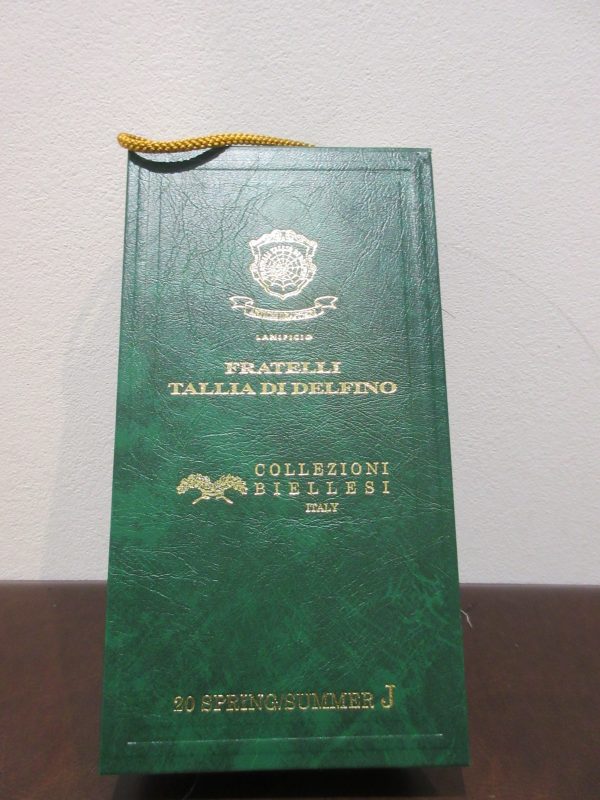 LANIFICIO
FRATELLI
TALLIA DI DELFINO
COLLEZIONI
BIELLESI
ITALY
20 SPRING/SUMMER J